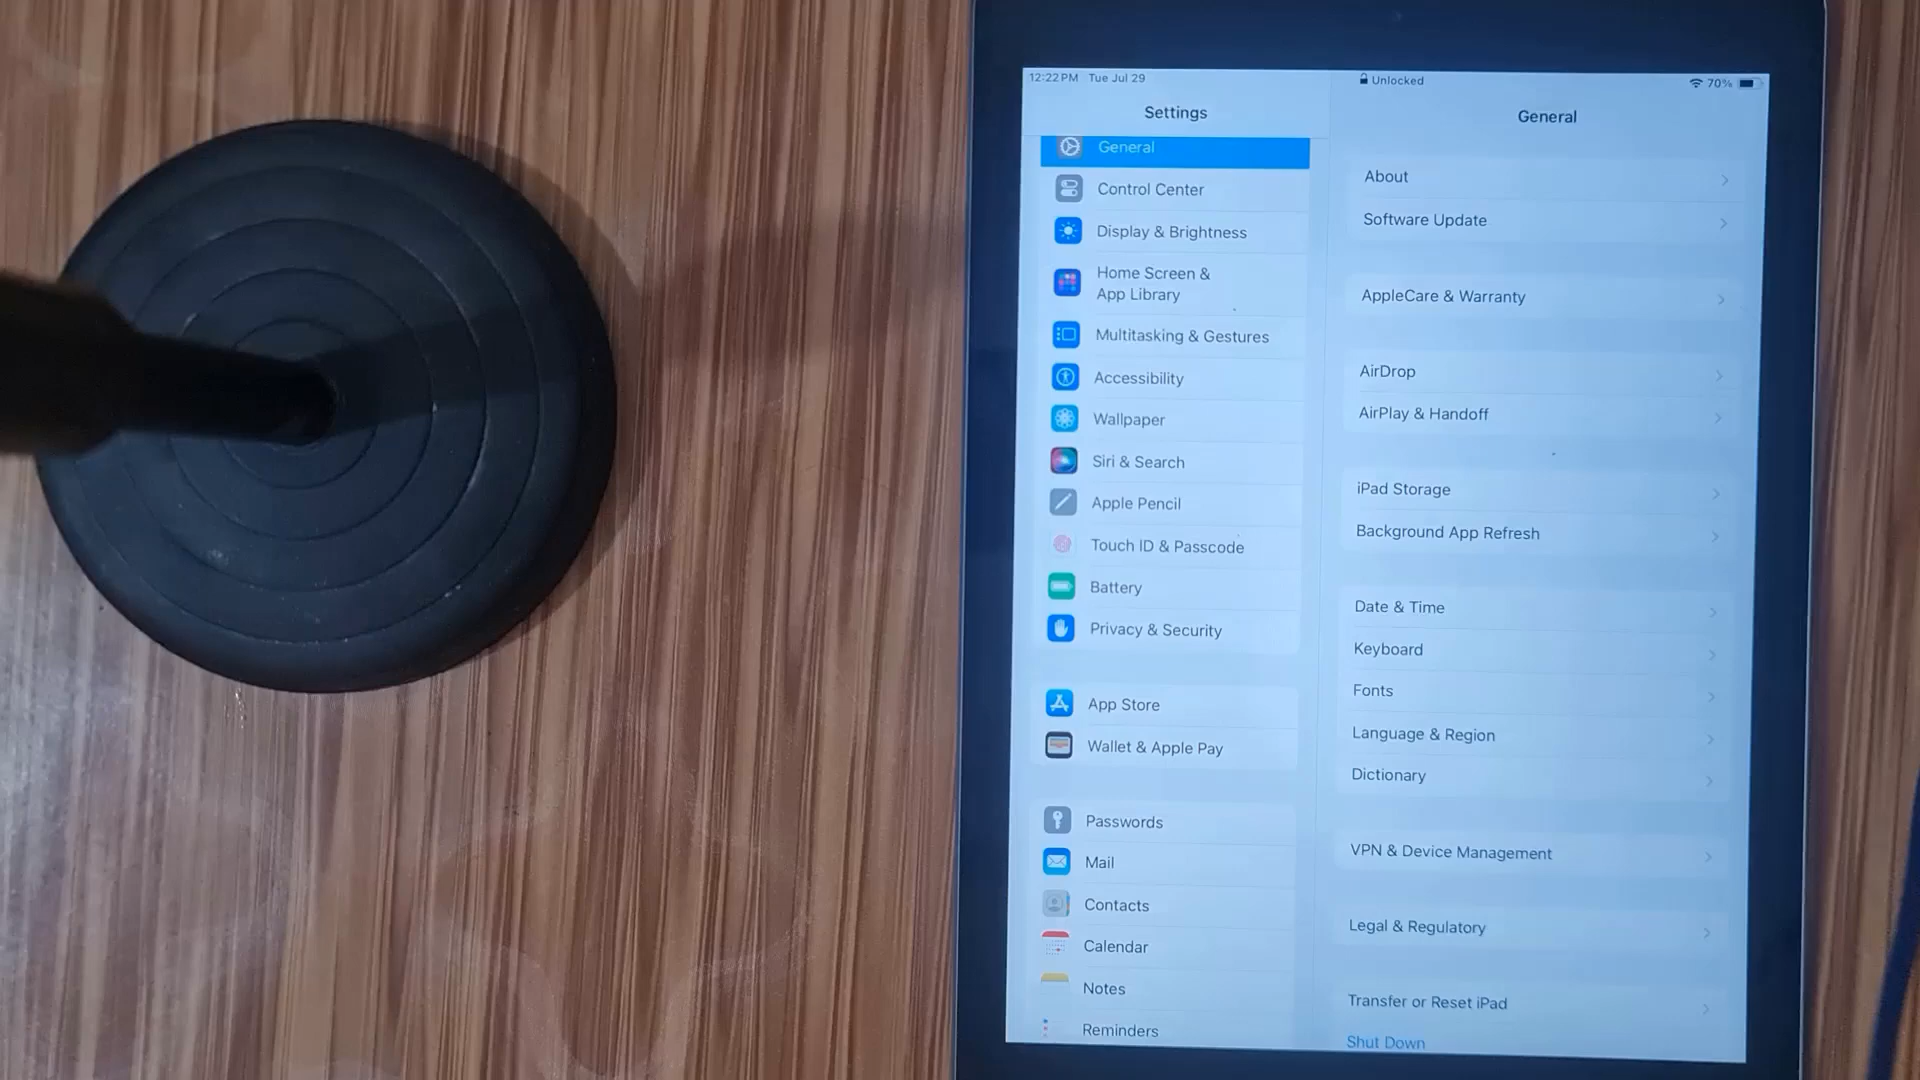 12:22 PM Tue Jul 29
Unlocked
70%
Settings
General
Control Center
Display & Brightness
Home Screen &
App Library
Multitasking & Gestures
Accessibility
Wallpaper
Siri & Search
Apple Pencil
Touch ID & Passcode
Battery
Privacy & Security
App Store
Wallet & Apple Pay
Passwords
Mail
Contacts
Calendar
Notes
Reminders
General
About
Software Update
AppleCare & Warranty
AirDrop
AirPlay & Handoff
iPad Storage
Background App Refresh
Date & Time
Keyboard
Fonts
Language & Region
Dictionary
VPN & Device Management
Legal & Regulatory
Transfer or Reset iPad
Shut Down